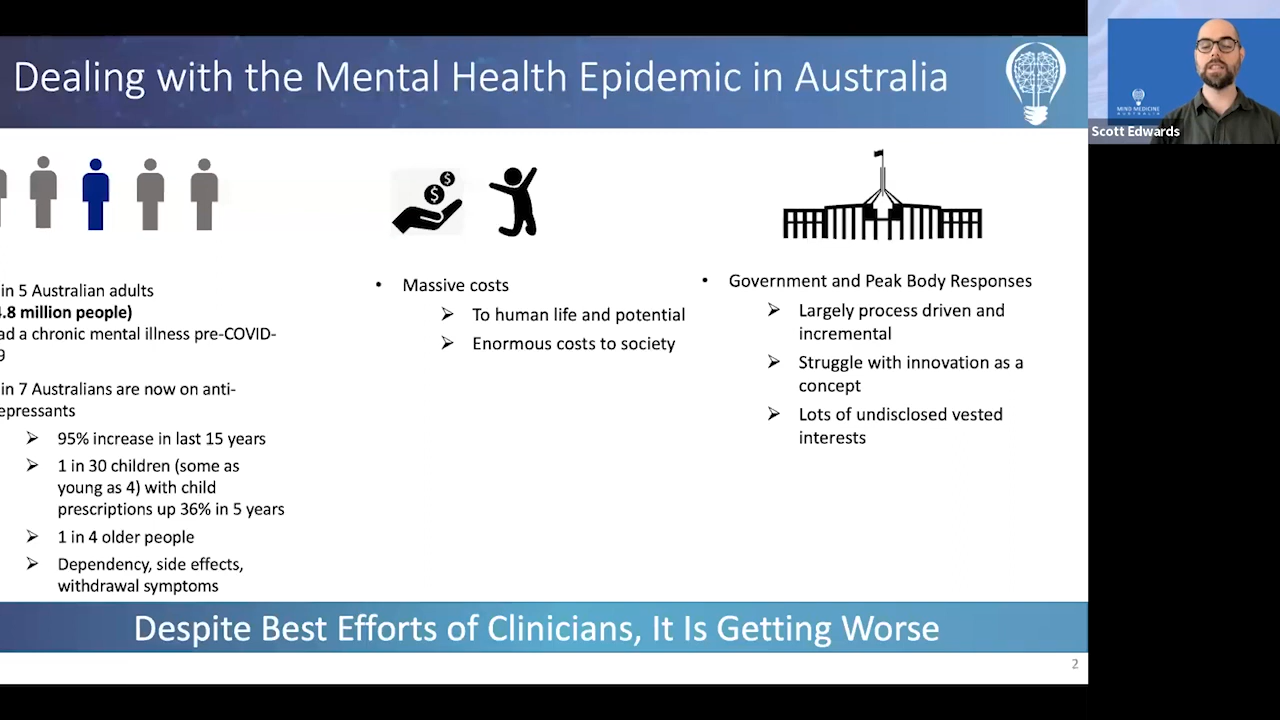 Dealing with the Mental Health Epidemic in Australia
in 5 Australian adults
.8 million people)
ad a chronic mental illness pre-COVID-
9
in 7 Australians are now on anti-
epressants
95% increase in last 15 years
1 in 30 children (some as
young as 4) with child
prescriptions up 36% in 5 years
1 in 4 older people
Dependency, side effects,
withdrawal symptoms
$
$
Massive costs
To human life and potential
Enormous costs to society
Government and Peak Body Responses
Largely process driven and
incremental
Struggle with innovation as a
concept
Lots of undisclosed vested
interests
Despite Best Efforts of Clinicians, It Is Getting Worse
2
MIND MEDICINE
AUSTRALIA
Scott Edwards